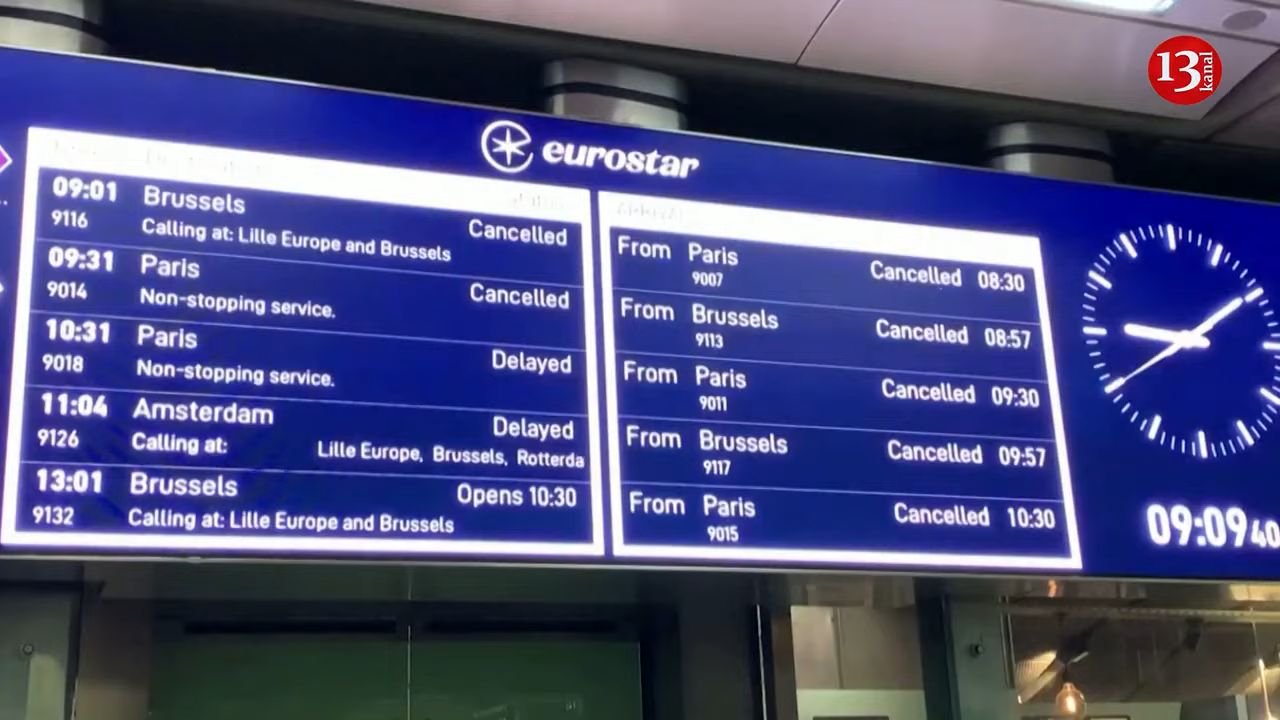 13 kanal
eurostar
09:01 Brussels Cancelled
9116 Calling at: Lille Europe and Brussels
09:31 Paris Cancelled
9014 Non-stopping service.
10:31 Paris Delayed
9018 Non-stopping service.
11:04 Amsterdam Delayed
9126 Calling at: Lille Europe, Brussels, Rotterda
13:01 Brussels Opens 10:30
9132 Calling at: Lille Europe and Brussels
From Paris Cancelled 08:30
9007
From Brussels Cancelled 08:57
9113
From Paris Cancelled 09:30
9011
From Brussels Cancelled 09:57
9117
From Paris Cancelled 10:30
9015
09:09 40